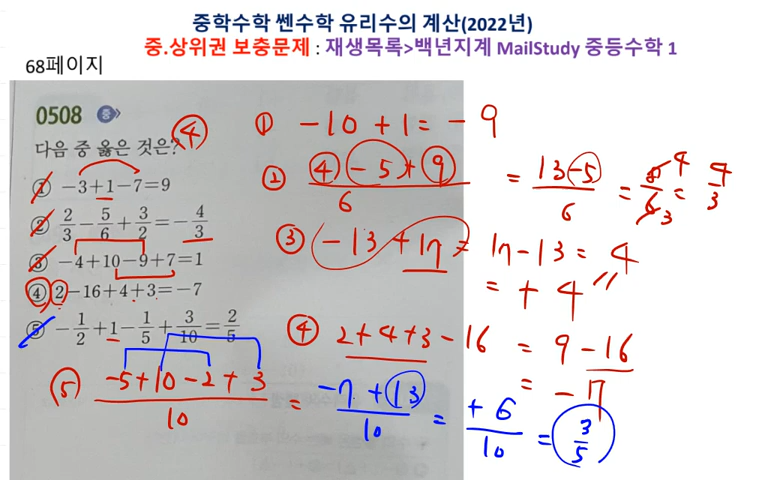 중학수학 쎈수학 유리수의 계산(2022년)
중.상위권 보충문제 : 재생목록>백년지계 MailStudy 중등수학 1
68페이지
0508 중
다음 중 옳은 것은? ④
① -3+1-7=9
② 2/3-5/6+3/2=-4/3
③ -4+10-9+7=1
④ 2-16+4+3=-7
⑤ -1/2+1-1/5+3/10=2/5
① -10+1=-9
② (4-5+9)/6 = (13-5)/6 = 8/6 4 3 = 4/3
③ -13+17 = 17-13 = 4
= +4
④ 2+4+3-16 = 9-16
= -7
⑤ (-5+10-2+3)/10 = (-7+13)/10 = +6/10 = 3/5